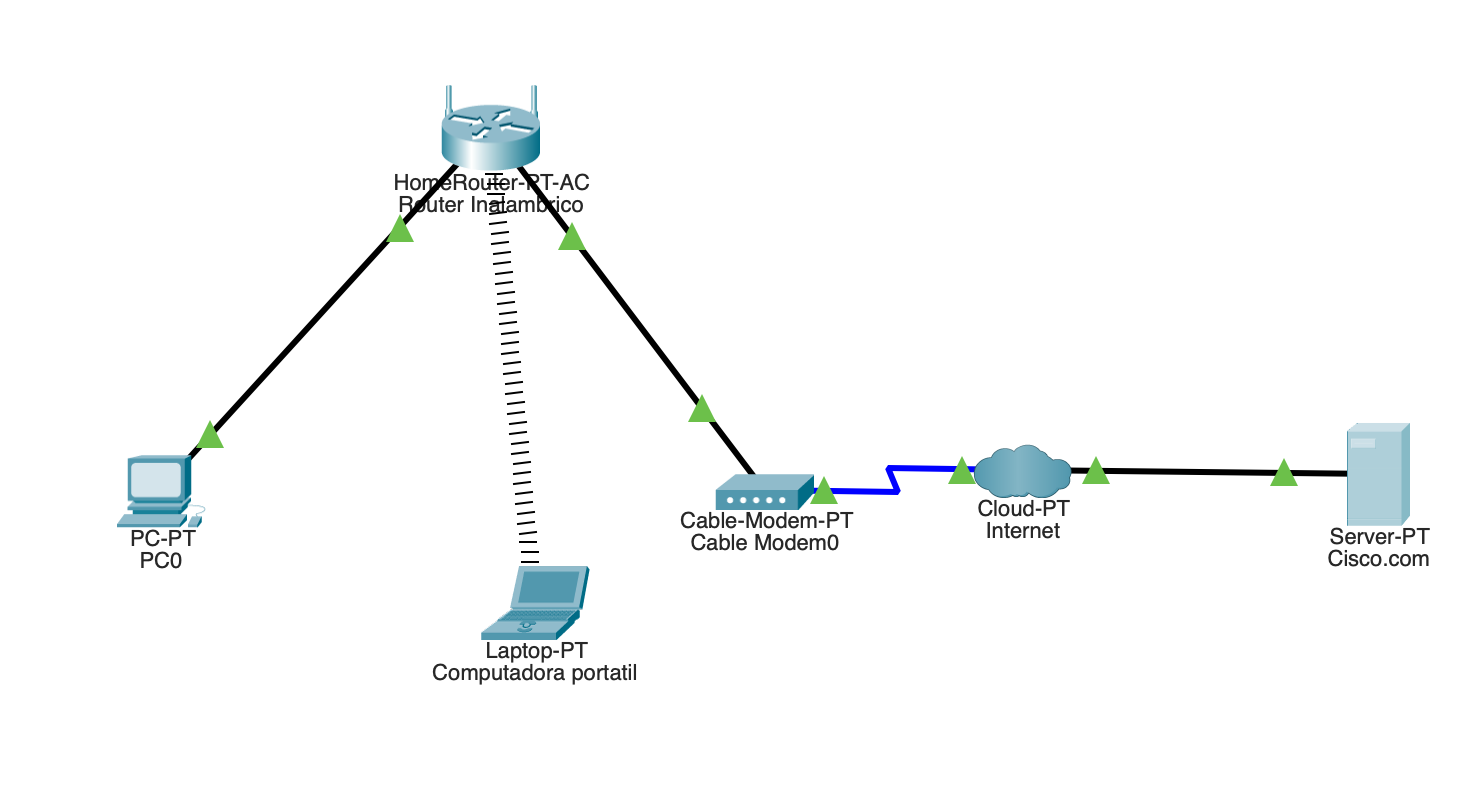 HomeRouter-PT-AC
Router Inalambrico
PC-PT
PC0
Laptop-PT
Computadora portatil
Cable-Modem-PT
Cable Modem0
Cloud-PT
Internet
Server-PT
Cisco.com